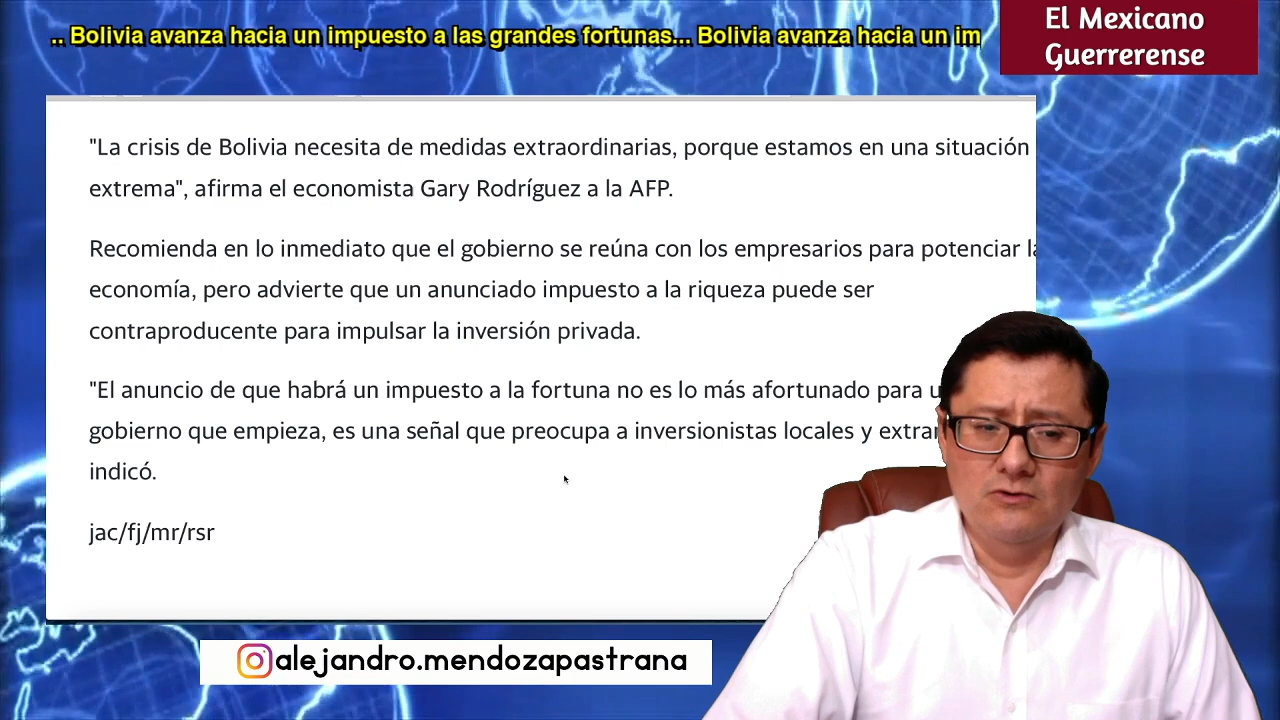 .. Bolivia avanza hacia un impuesto a las grandes fortunas... Bolivia avanza hacia un im
El Mexicano
Guerrerense
"La crisis de Bolivia necesita de medidas extraordinarias, porque estamos en una situación
extrema", afirma el economista Gary Rodríguez a la AFP.
Recomienda en lo inmediato que el gobierno se reúna con los empresarios para potenciar la
economía, pero advierte que un anunciado impuesto a la riqueza puede ser
contraproducente para impulsar la inversión privada.
"El anuncio de que habrá un impuesto a la fortuna no es lo más afortunado para
gobierno que empieza, es una señal que preocupa a inversionistas locales y
indicó.
jac/fj/mr/rsr
alejandro.mendozapastrana